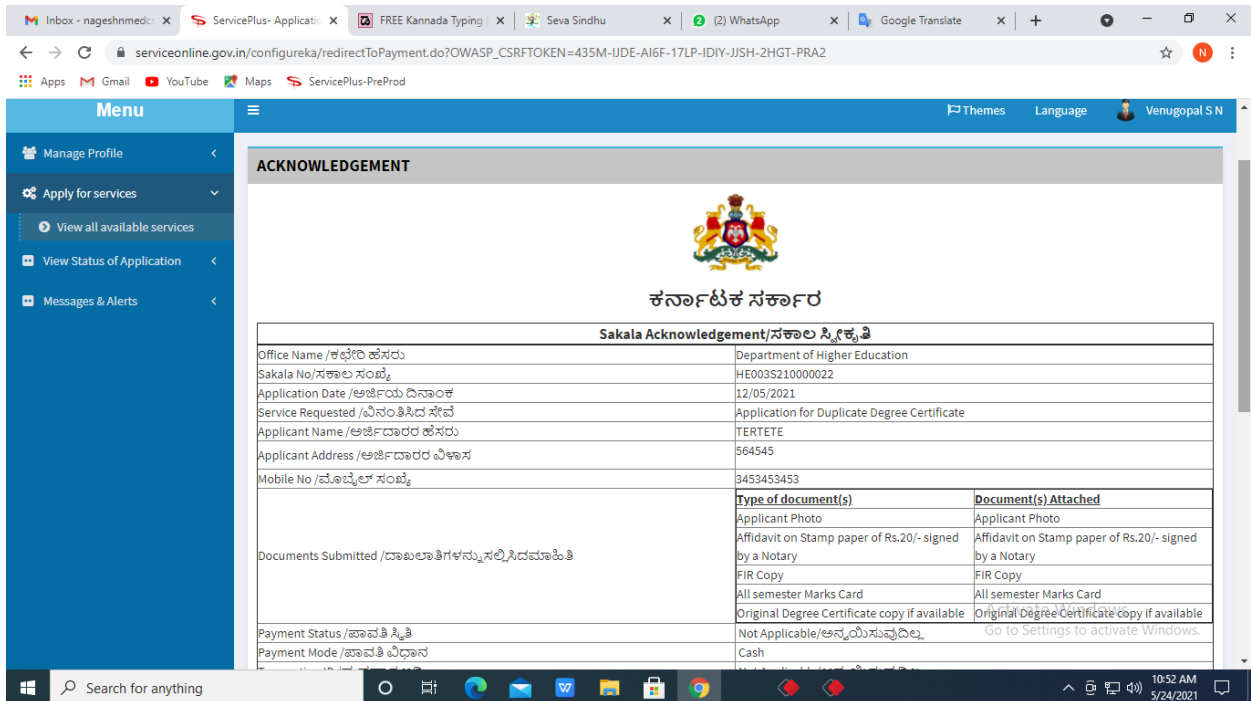 Inbox - nageshnmedc
ServicePlus- Applicatic
FREE Kannada Typing
Seva Sindhu
(2) WhatsApp
Google Translate
serviceonline.gov.in/configureka/redirectToPayment.do?OWASP_CSRFTOKEN=435M-IJDE-AI6F-17LP-IDIY-JJSH-2HGT-PRA2
N
Apps Gmail YouTube Maps ServicePlus-PreProd
Menu
Themes Language Venugopal S N
Manage Profile
Apply for services
View all available services
View Status of Application
Messages & Alerts
ACKNOWLEDGEMENT
ಕರ್ನಾಟಕ ಸರ್ಕಾರ
Sakala Acknowledgement/ಸಕಾಲ ಸ್ವೀಕೃತಿ
Office Name /ಕಛೇರಿ ಹೆಸರು Department of Higher Education
Sakala No/ಸಕಾಲ ಸಂಖ್ಯೆ HE003S210000022
Application Date /ಅರ್ಜಿಯ ದಿನಾಂಕ 12/05/2021
Service Requested /ವಿನಂತಿಸಿದ ಸೇವೆ Application for Duplicate Degree Certificate
Applicant Name /ಅರ್ಜಿದಾರರ ಹೆಸರು TERTETE
Applicant Address /ಅರ್ಜಿದಾರರ ವಿಳಾಸ 564545
Mobile No /ಮೊಬೈಲ್ ಸಂಖ್ಯೆ 3453453453
Documents Submitted /ದಾಖಲಾತಿಗಳನ್ನು ಸಲ್ಲಿಸಿದಮಾಹಿತಿ
Type of document(s) Document(s) Attached
Applicant Photo Applicant Photo
Affidavit on Stamp paper of Rs.20/- signed by a Notary Affidavit on Stamp paper of Rs.20/- signed by a Notary
FIR Copy FIR Copy
All semester Marks Card All semester Marks Card
Original Degree Certificate copy if available Original Degree Certificate copy if available
Payment Status /ಪಾವತಿ ಸ್ಥಿತಿ Not Applicable/ಅನ್ವಯಿಸುವುದಿಲ್ಲ
Payment Mode /ಪಾವತಿ ವಿಧಾನ Cash
Activate Windows
Go to Settings to activate Windows.
Search for anything
10:52 AM
5/24/2021